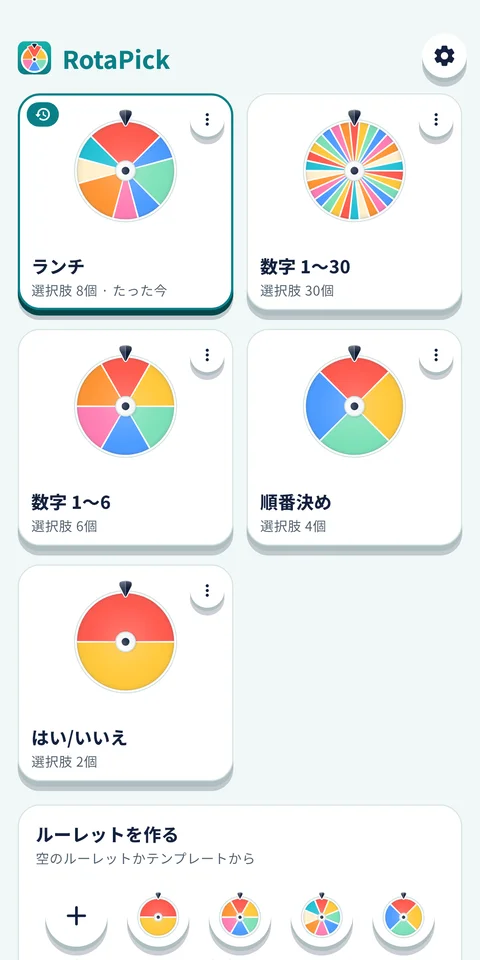 RotaPick
ランチ
選択肢 8個 · たった今
数字 1〜30
選択肢 30個
数字 1〜6
選択肢 6個
順番決め
選択肢 4個
はい/いいえ
選択肢 2個
ルーレットを作る
空のルーレットかテンプレートから